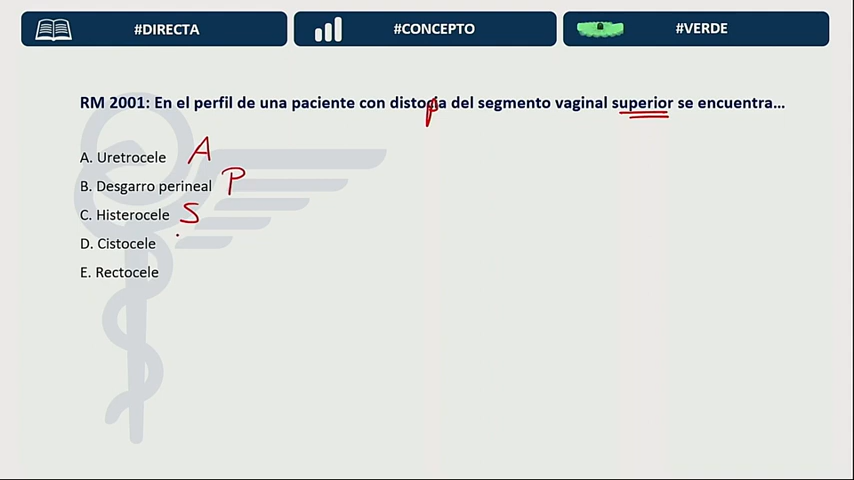 #DIRECTA
#CONCEPTO
#VERDE
RM 2001: En el perfil de una paciente con distopia del segmento vaginal superior se encuentra...
A. Uretrocele A
B. Desgarro perineal P
C. Histerocele S
D. Cistocele
E. Rectocele